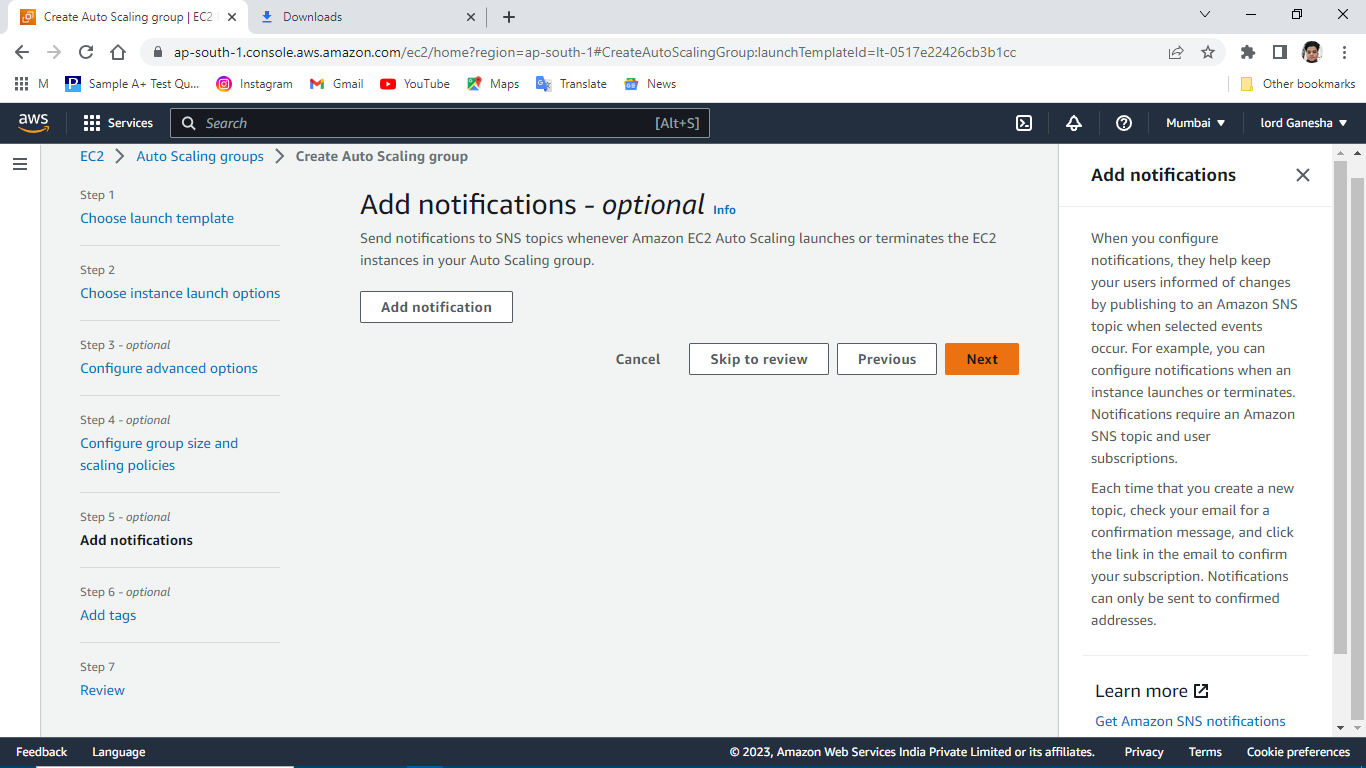 Create Auto Scaling group | EC2
Downloads
ap-south-1.console.aws.amazon.com/ec2/home?region=ap-south-1#CreateAutoScalingGroup:launchTemplateId=lt-0517e22426cb3b1cc
M
Sample A+ Test Qu...
Instagram
Gmail
YouTube
Maps
Translate
News
Other bookmarks
aws
Services
Search
[Alt+S]
Mumbai
lord Ganesha
EC2
Auto Scaling groups
Create Auto Scaling group
Step 1
Choose launch template
Step 2
Choose instance launch options
Step 3 - optional
Configure advanced options
Step 4 - optional
Configure group size and
scaling policies
Step 5 - optional
Add notifications
Step 6 - optional
Add tags
Step 7
Review
Add notifications - optional Info
Send notifications to SNS topics whenever Amazon EC2 Auto Scaling launches or terminates the EC2
instances in your Auto Scaling group.
Add notification
Cancel
Skip to review
Previous
Next
Add notifications
When you configure
notifications, they help keep
your users informed of changes
by publishing to an Amazon SNS
topic when selected events
occur. For example, you can
configure notifications when an
instance launches or terminates.
Notifications require an Amazon
SNS topic and user
subscriptions.
Each time that you create a new
topic, check your email for a
confirmation message, and click
the link in the email to confirm
your subscription. Notifications
can only be sent to confirmed
addresses.
Learn more
Get Amazon SNS notifications
Feedback
Language
© 2023, Amazon Web Services India Private Limited or its affiliates.
Privacy
Terms
Cookie preferences